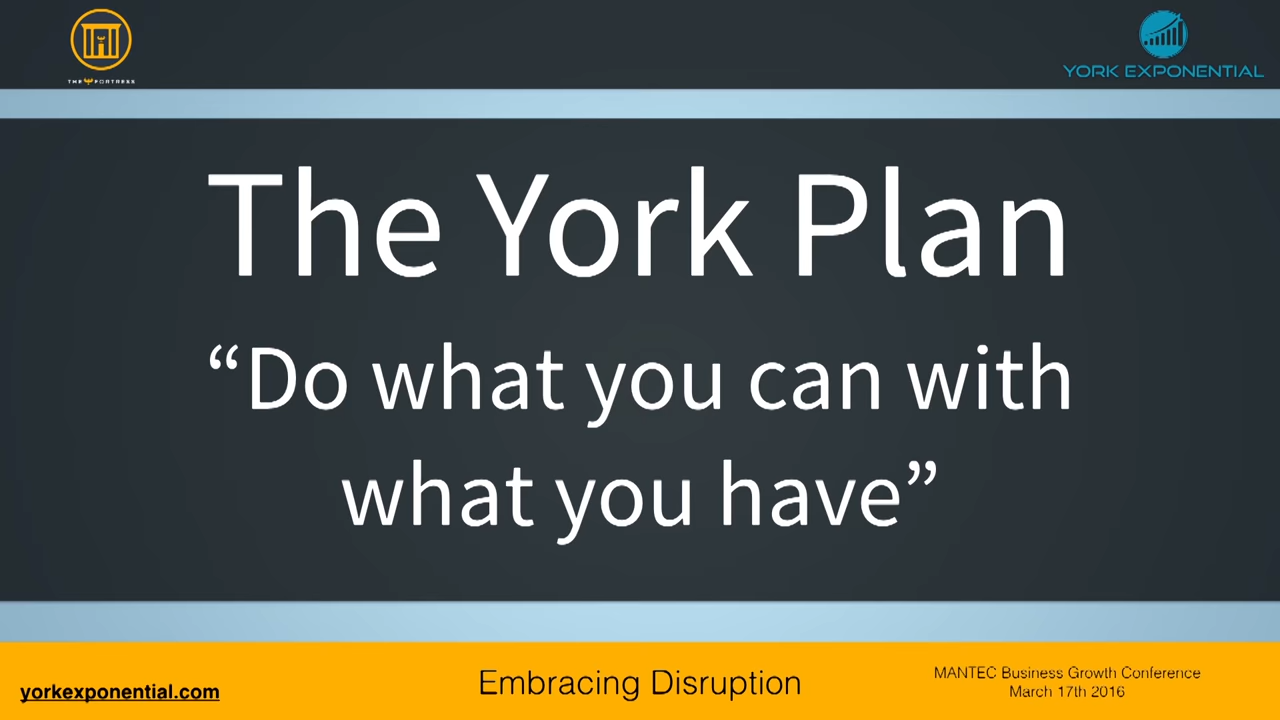 THE FORTRESS
YORK EXPONENTIAL
The York Plan
“Do what you can with
what you have”
yorkexponential.com
Embracing Disruption
MANTEC Business Growth Conference
March 17th 2016